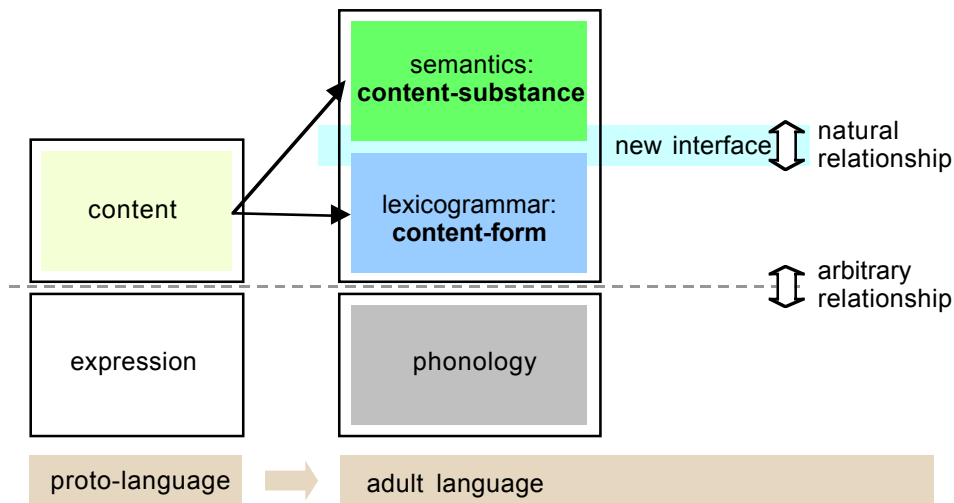 semantics:
content-substance
new interface
natural
relationship
content
lexicogrammar:
content-form
arbitrary
relationship
expression
phonology
proto-language
adult language